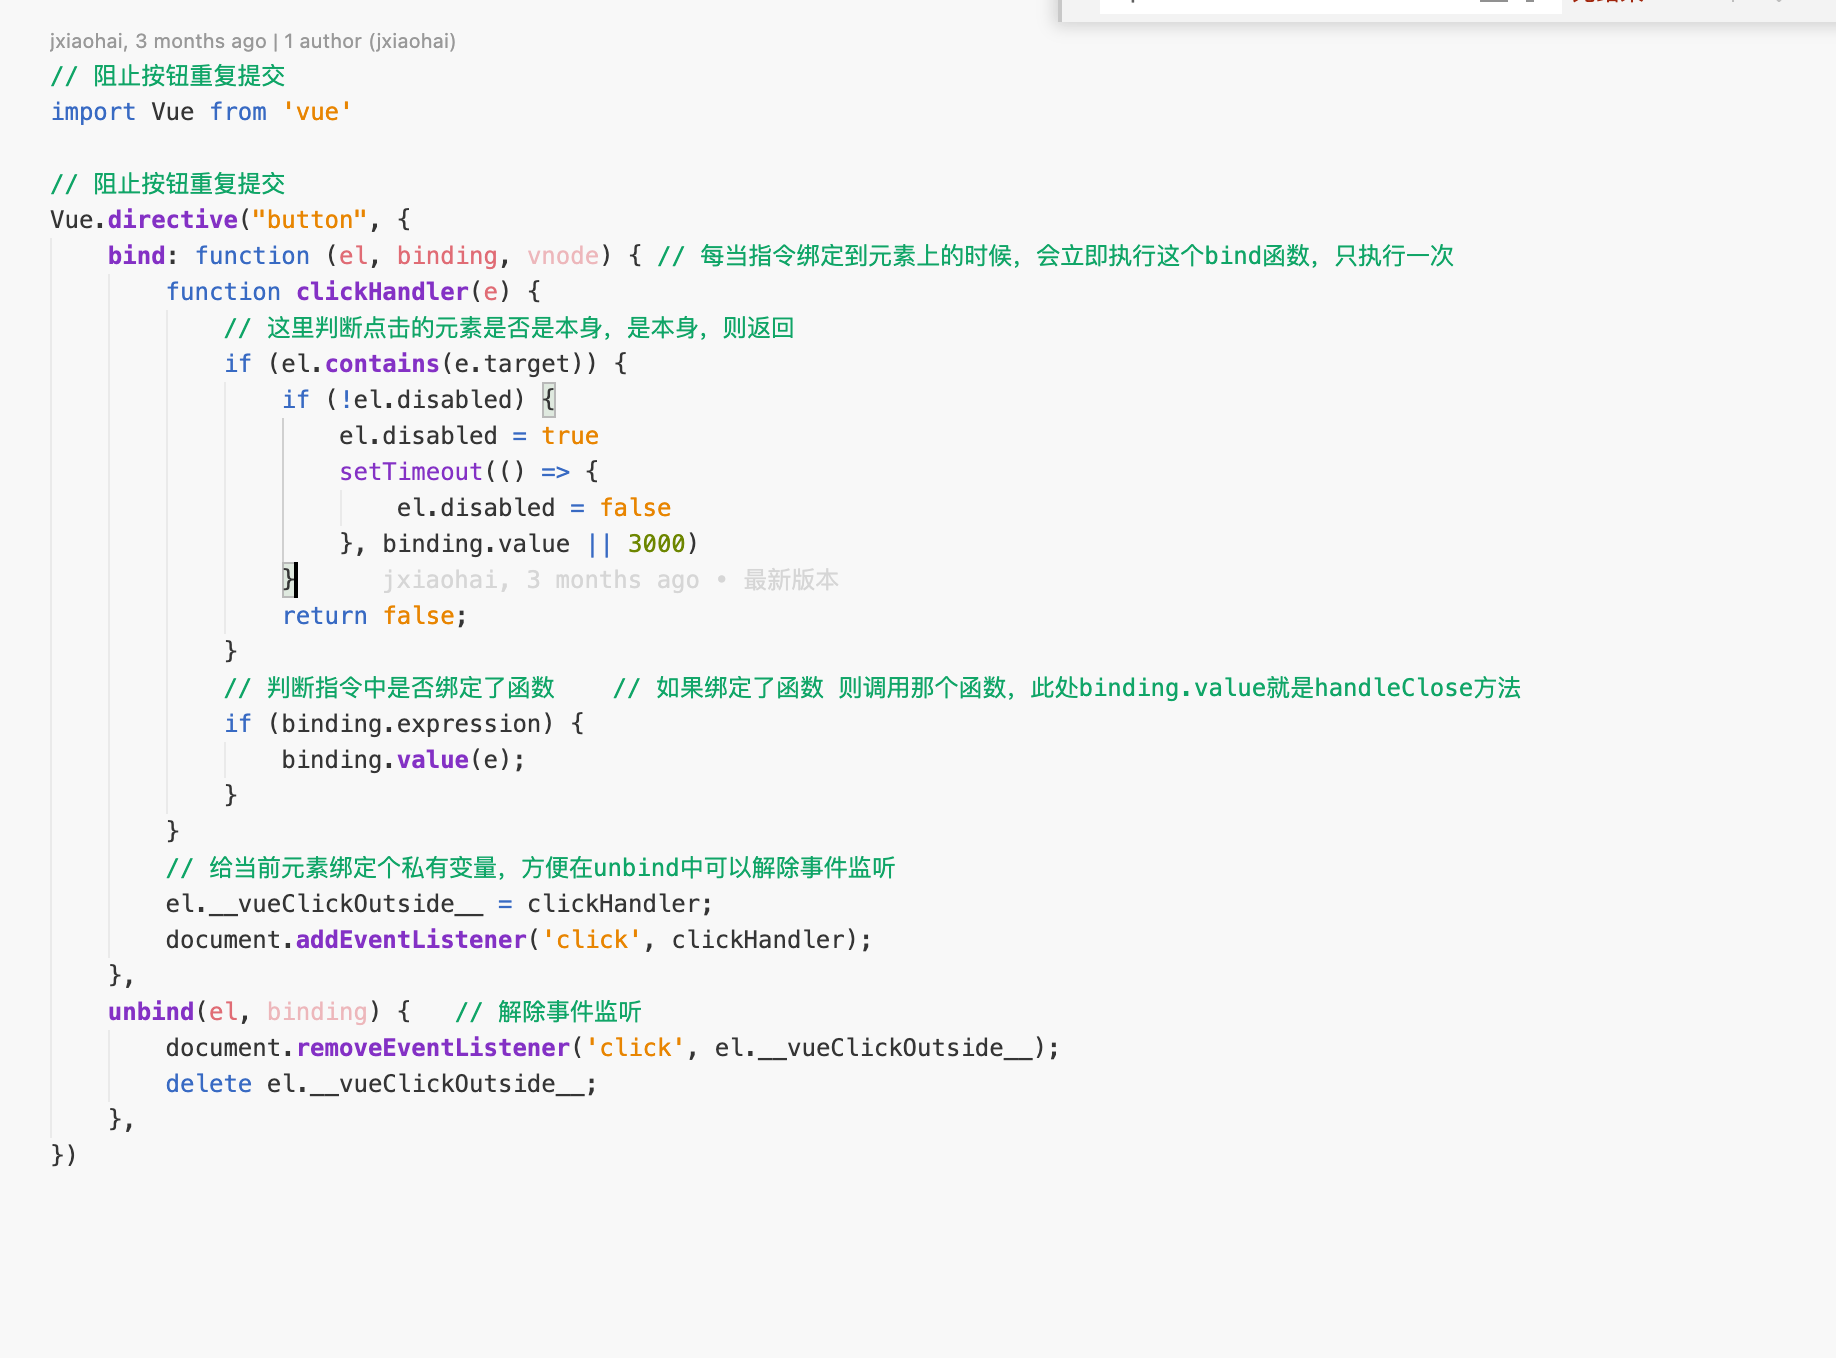 jxiaohai, 3 months ago | 1 author (jxiaohai)
// 阻止按钮重复提交
import Vue from 'vue'
// 阻止按钮重复提交
Vue.directive("button", {
    bind: function (el, binding, vnode) { // 每当指令绑定到元素上的时候，会立即执行这个bind函数，只执行一次
        function clickHandler(e) {
            // 这里判断点击的元素是否是本身，是本身，则返回
            if (el.contains(e.target)) {
                if (!el.disabled) {
                    el.disabled = true
                    setTimeout(() => {
                        el.disabled = false
                    }, binding.value || 3000)
                }      jxiaohai, 3 months ago • 最新版本
                return false;
            }
            // 判断指令中是否绑定了函数    // 如果绑定了函数 则调用那个函数，此处binding.value就是handleClose方法
            if (binding.expression) {
                binding.value(e);
            }
        }
        // 给当前元素绑定个私有变量，方便在unbind中可以解除事件监听
        el.__vueClickOutside__ = clickHandler;
        document.addEventListener('click', clickHandler);
    },
    unbind(el, binding) {   // 解除事件监听
        document.removeEventListener('click', el.__vueClickOutside__);
        delete el.__vueClickOutside__;
    },
})